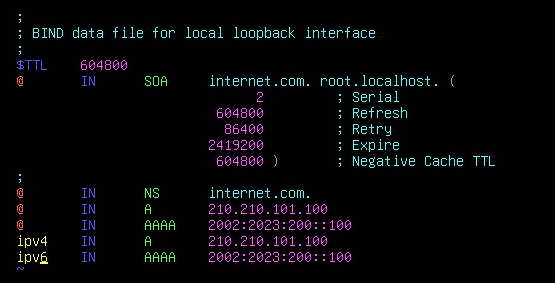 ;
; BIND data file for local loopback interface
;
$TTL    604800
@       IN      SOA     internet.com. root.localhost. (
                              2         ; Serial
                         604800         ; Refresh
                          86400         ; Retry
                        2419200         ; Expire
                         604800 )       ; Negative Cache TTL
;
@       IN      NS      internet.com.
@       IN      A       210.210.101.100
@       IN      AAAA    2002:2023:200::100
ipv4    IN      A       210.210.101.100
ipv6    IN      AAAA    2002:2023:200::100
~